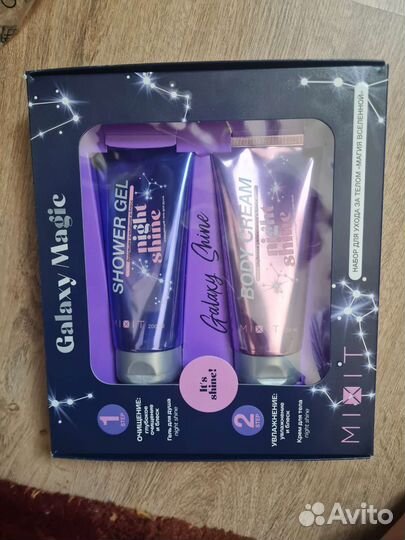 Galaxy Magic
MIXIT
НАБОР ДЛЯ УХОДА ЗА ТЕЛОМ «МАГИЯ ВСЕЛЕННОЙ»
SHOWER GEL
night
shine
MIXIT
BODY CREAM
night
shine
MIXIT
Galaxy Shine
It's
shine!
1
STEP
ОЧИЩЕНИЕ:
глубокое
очищение
и блеск
Гель для душа
night shine
2
STEP
УВЛАЖНЕНИЕ:
увлажнение
и блеск
Крем для тела
night shine
Avito